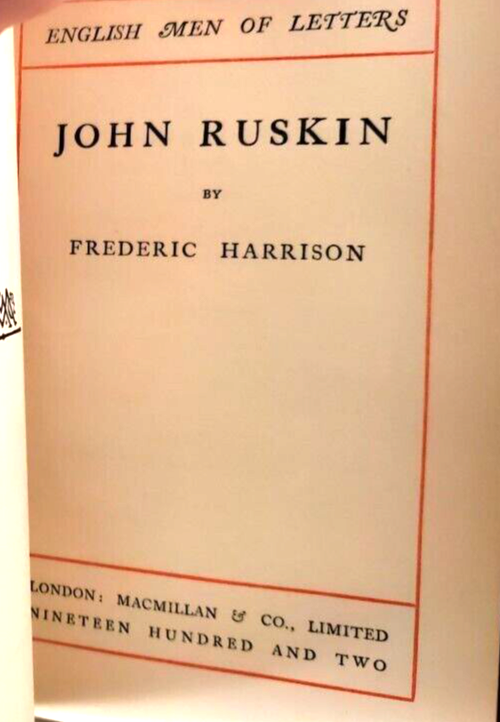 ENGLISH MEN OF LETTERS
JOHN RUSKIN
BY
FREDERIC HARRISON
LONDON: MACMILLAN & CO., LIMITED
NINETEEN HUNDRED AND TWO